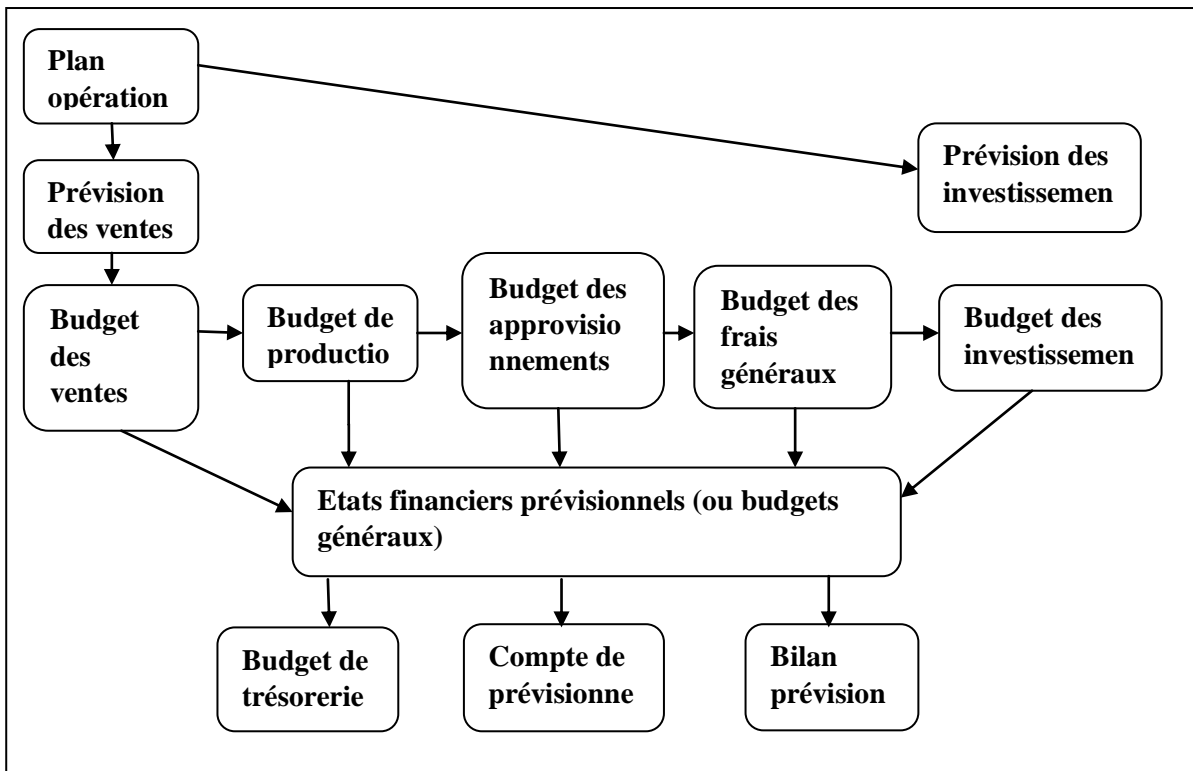 Plan
opération
Prévision des
investissemen
Prévision
des ventes
Budget
des
ventes
Budget de
productio
Budget des
approvisio
nnements
Budget des
frais
généraux
Budget des
investissemen
Etats financiers prévisionnels (ou budgets
généraux)
Budget de
trésorerie
Compte de
prévisionne
Bilan
prévision